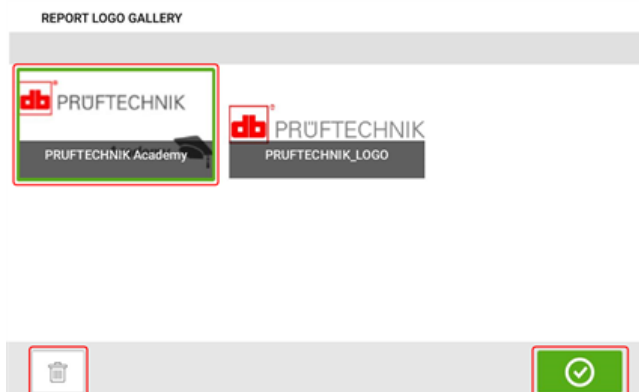 REPORT LOGO GALLERY
db® PRÜFTECHNIK
PRUFTECHNIK Academy
db® PRÜFTECHNIK
PRUFTECHNIK_LOGO